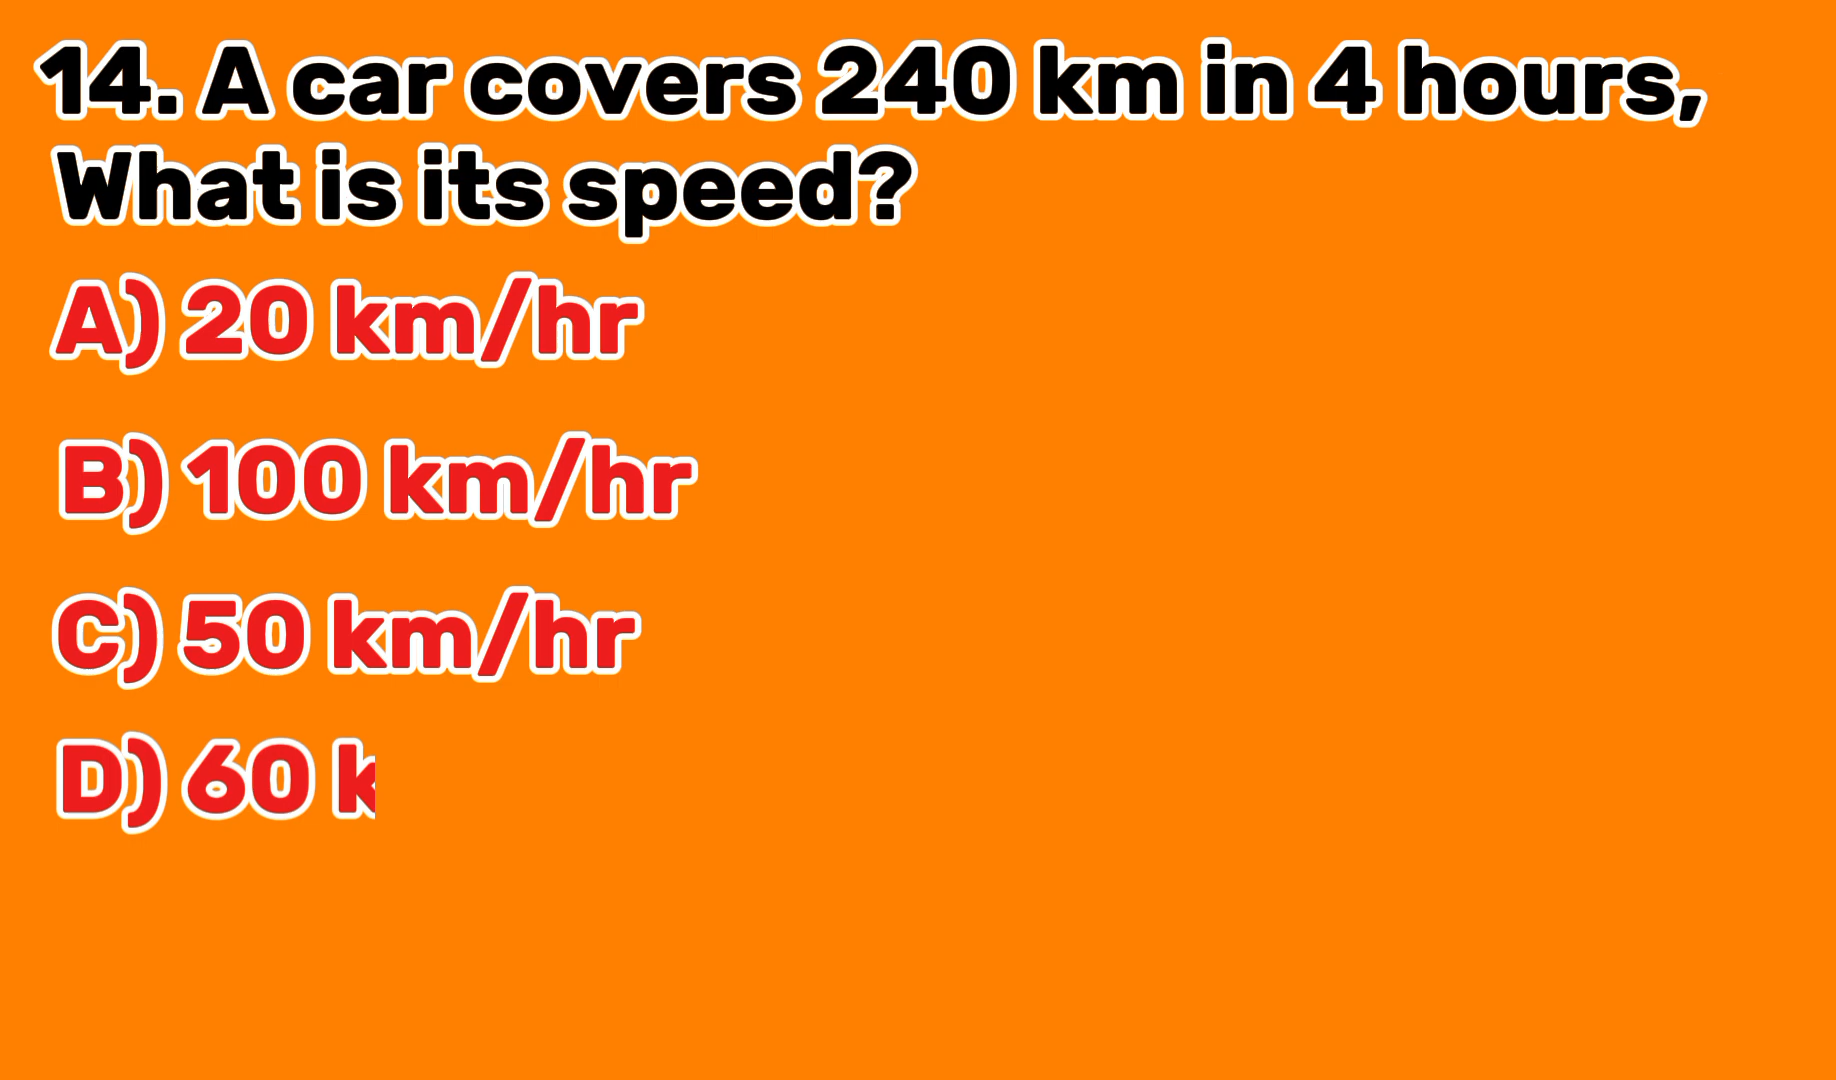 14. A car covers 240 km in 4 hours,
What is its speed?
A) 20 km/hr
B) 100 km/hr
C) 50 km/hr
D) 60 k